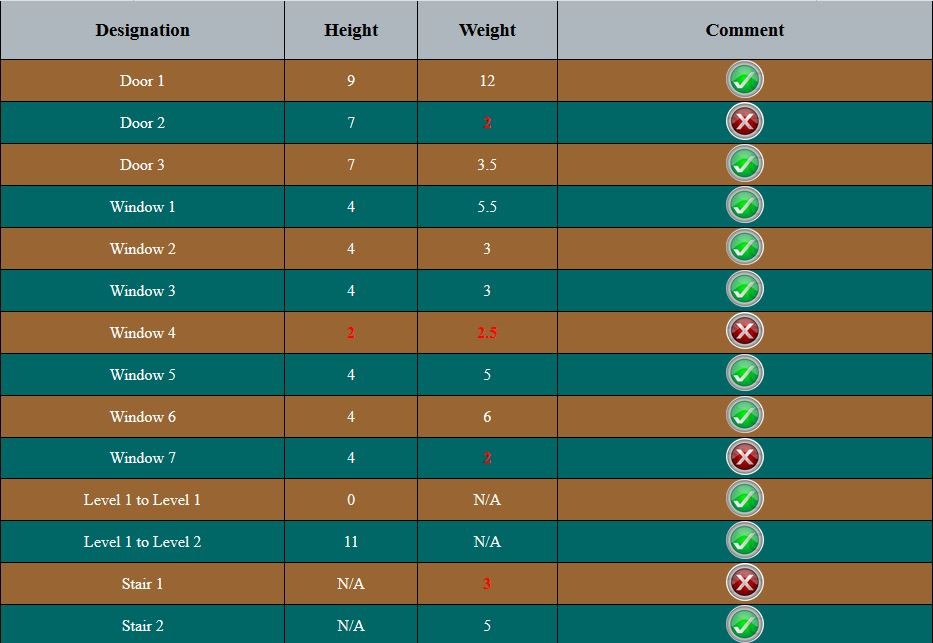 Designation Height Weight Comment
Door 1 9 12
Door 2 7 2
Door 3 7 3.5
Window 1 4 5.5
Window 2 4 3
Window 3 4 3
Window 4 2 2.5
Window 5 4 5
Window 6 4 6
Window 7 4 2
Level 1 to Level 1 0 N/A
Level 1 to Level 2 11 N/A
Stair 1 N/A 3
Stair 2 N/A 5